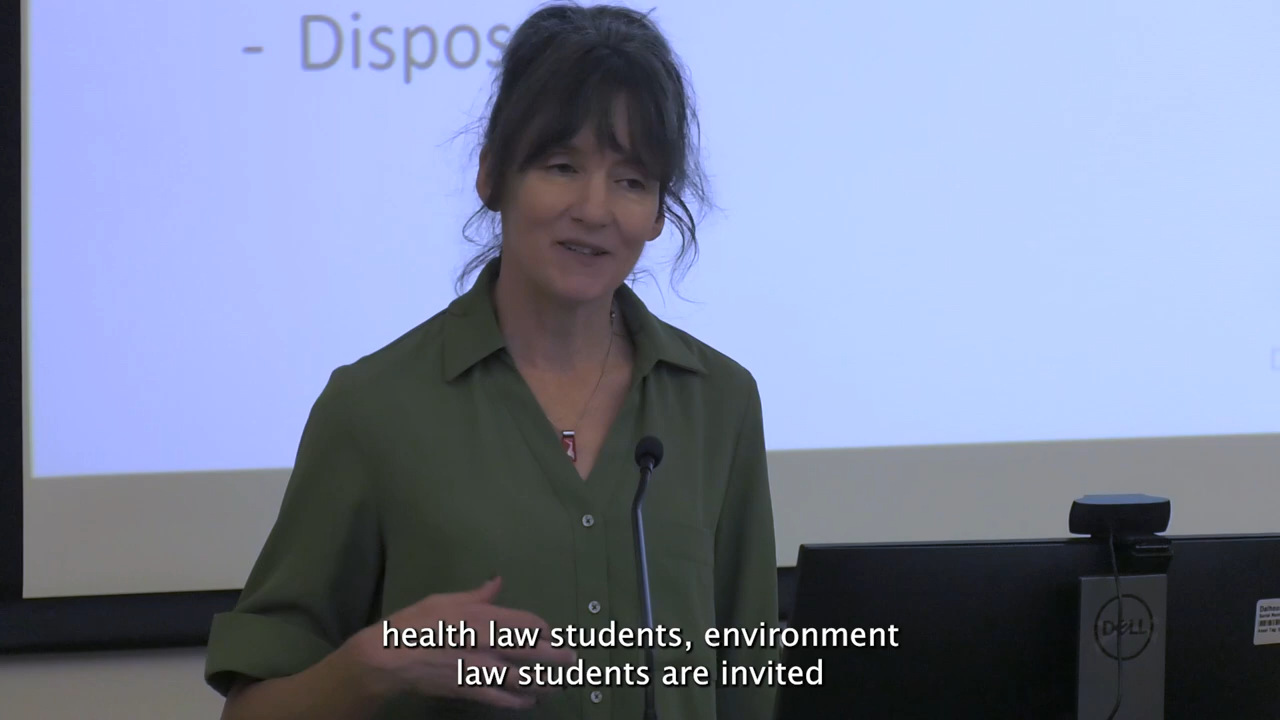 - Dispos
health law students, environment
law students are invited
DELL